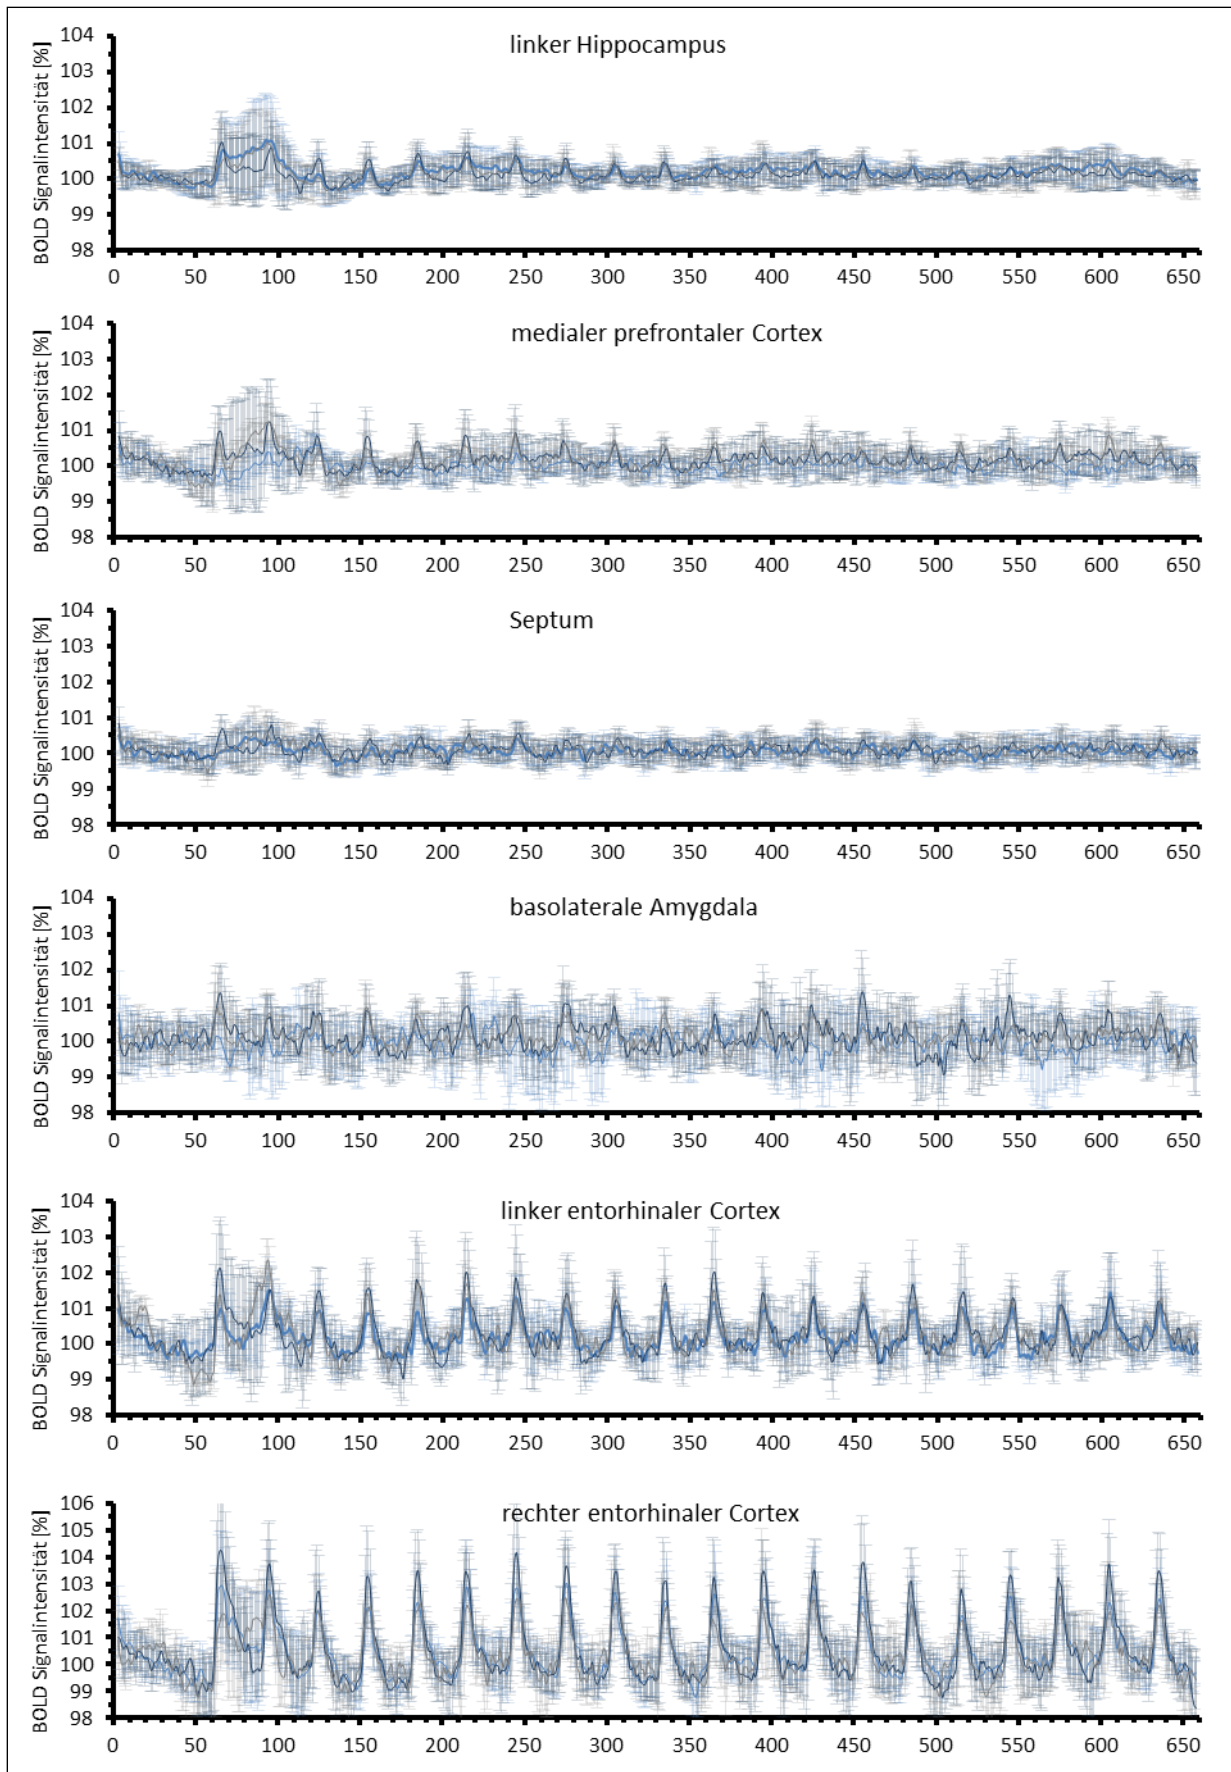 linker Hippocampus
BOLD Signalintensität [%]
104
103
102
101
100
99
98
0 50 100 150 200 250 300 350 400 450 500 550 600 650
medialer prefrontaler Cortex
BOLD Signalintensität [%]
104
103
102
101
100
99
98
0 50 100 150 200 250 300 350 400 450 500 550 600 650
Septum
BOLD Signalintensität [%]
104
103
102
101
100
99
98
0 50 100 150 200 250 300 350 400 450 500 550 600 650
basolaterale Amygdala
BOLD Signalintensität [%]
104
103
102
101
100
99
98
0 50 100 150 200 250 300 350 400 450 500 550 600 650
linker entorhinaler Cortex
BOLD Signalintensität [%]
104
103
102
101
100
99
98
0 50 100 150 200 250 300 350 400 450 500 550 600 650
rechter entorhinaler Cortex
BOLD Signalintensität [%]
106
105
104
103
102
101
100
99
98
0 50 100 150 200 250 300 350 400 450 500 550 600 650